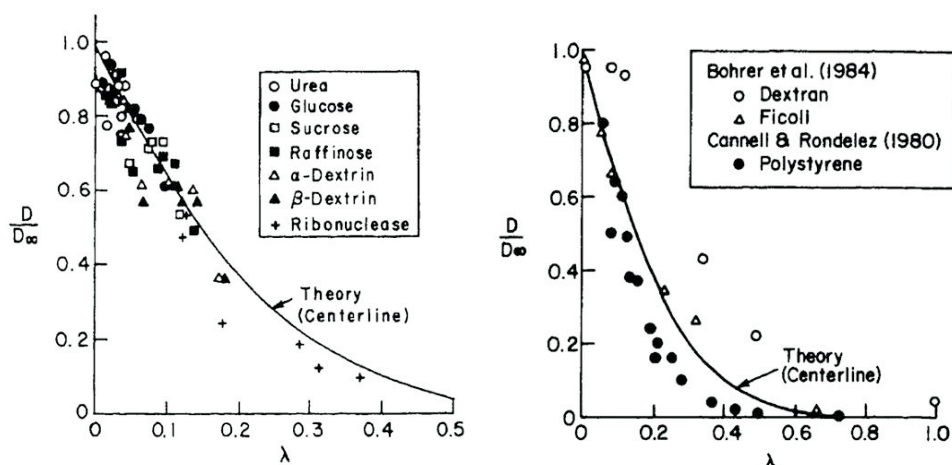 1.0
0.8
0.6
0.4
0.2
0
D
D∞
0
0.1
0.2
0.3
0.4
0.5
λ
Urea
Glucose
Sucrose
Raffinose
α-Dextrin
β-Dextrin
Ribonuclease
Theory
(Centerline)
1.0
0.8
0.6
0.4
0.2
0
D
D∞
0
0.2
0.4
0.6
0.8
1.0
λ
Bohrer et al. (1984)
Dextran
Ficoll
Cannell & Rondelez (1980)
Polystyrene
Theory
(Centerline)